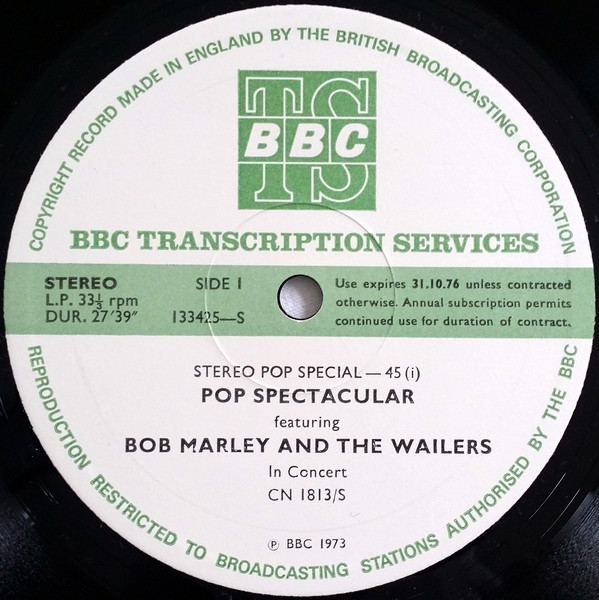 COPYRIGHT RECORD MADE IN ENGLAND BY THE BRITISH BROADCASTING CORPORATION
TS
BBC
BBC TRANSCRIPTION SERVICES
STEREO
L.P. 33⅓ rpm
DUR. 27'39"
SIDE 1
133425—S
Use expires 31.10.76 unless contracted
otherwise. Annual subscription permits
continued use for duration of contract.
STEREO POP SPECIAL — 45 (i)
POP SPECTACULAR
featuring
BOB MARLEY AND THE WAILERS
In Concert
CN 1813/S
℗ BBC 1973
REPRODUCTION RESTRICTED TO BROADCASTING STATIONS AUTHORISED BY THE BBC